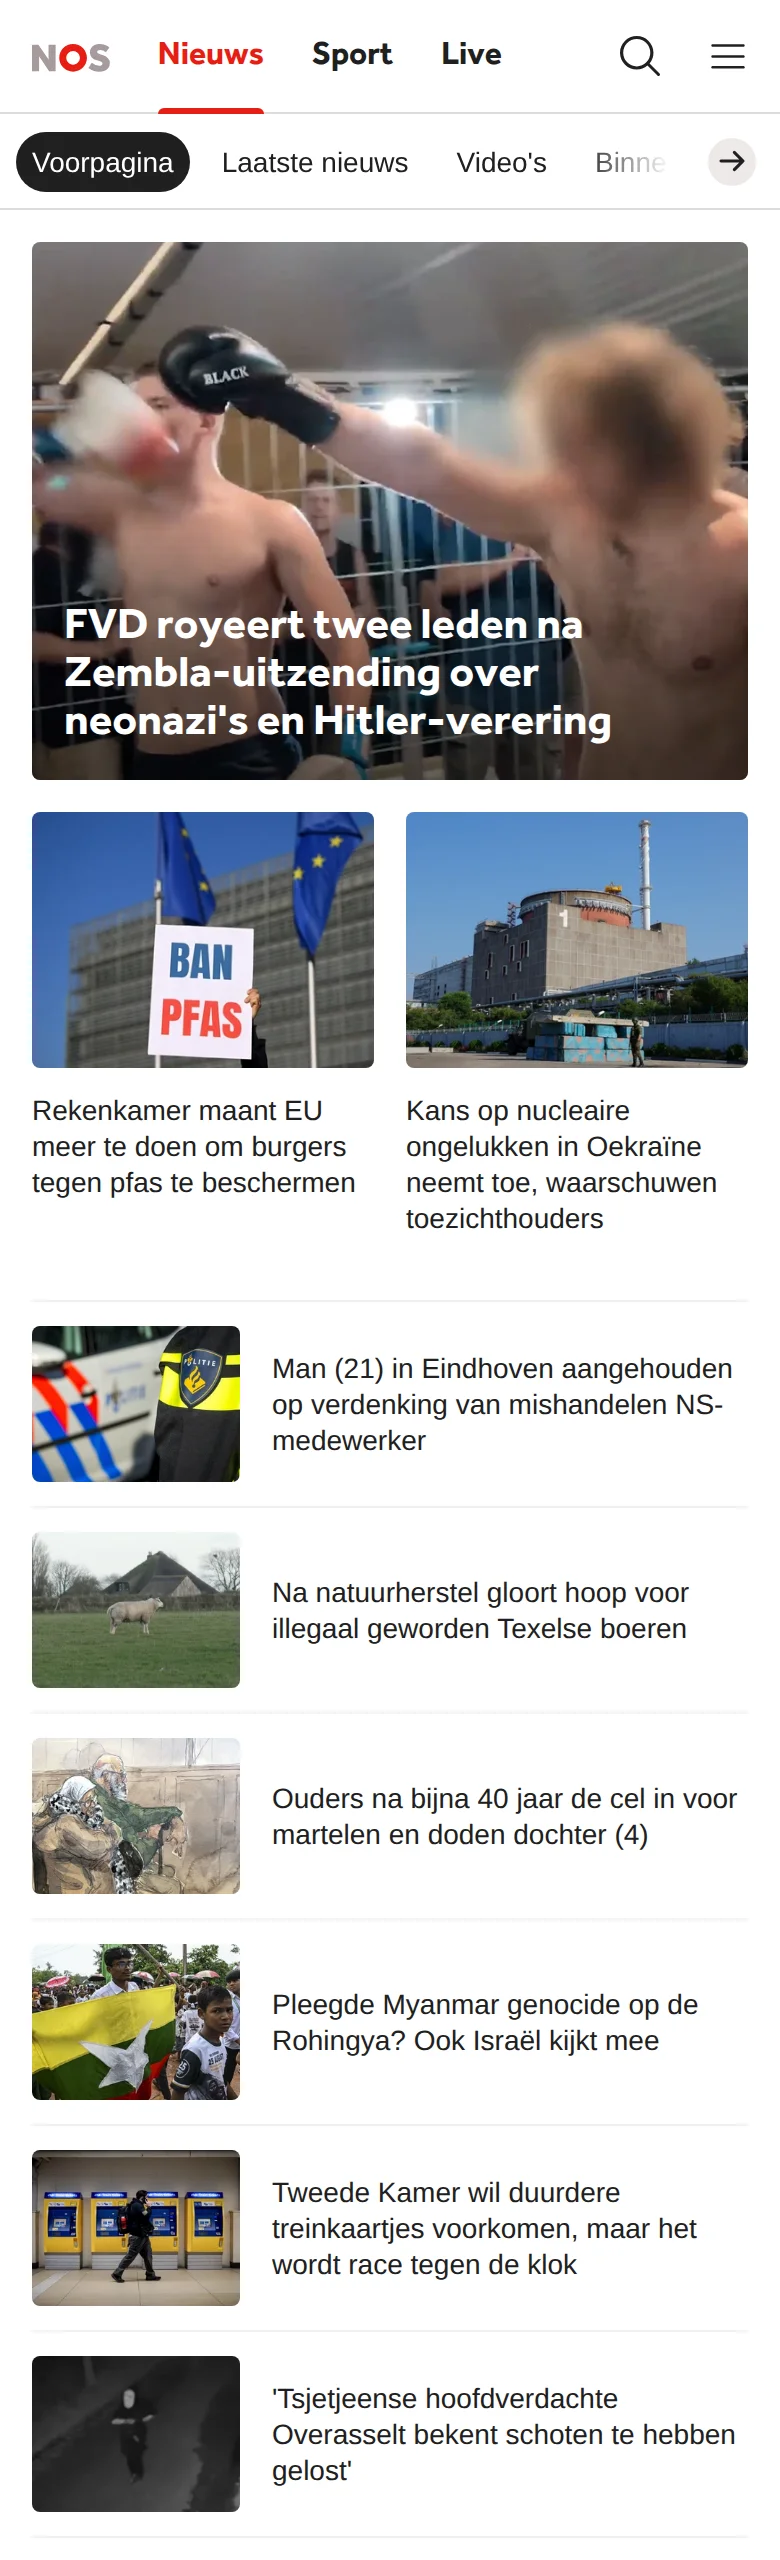 NOS
Nieuws
Sport
Live
Voorpagina
Laatste nieuws
Video's
Binne
BLACK
FVD royeert twee leden na
Zembla-uitzending over
neonazi's en Hitler-verering
BAN
PFAS
1
Rekenkamer maant EU
meer te doen om burgers
tegen pfas te beschermen
Kans op nucleaire
ongelukken in Oekraïne
neemt toe, waarschuwen
toezichthouders
POLITIE
Man (21) in Eindhoven aangehouden
op verdenking van mishandelen NS-
medewerker
Na natuurherstel gloort hoop voor
illegaal geworden Texelse boeren
Ouders na bijna 40 jaar de cel in voor
martelen en doden dochter (4)
Pleegde Myanmar genocide op de
Rohingya? Ook Israël kijkt mee
Tweede Kamer wil duurdere
treinkaartjes voorkomen, maar het
wordt race tegen de klok
'Tsjetjeense hoofdverdachte
Overasselt bekent schoten te hebben
gelost'